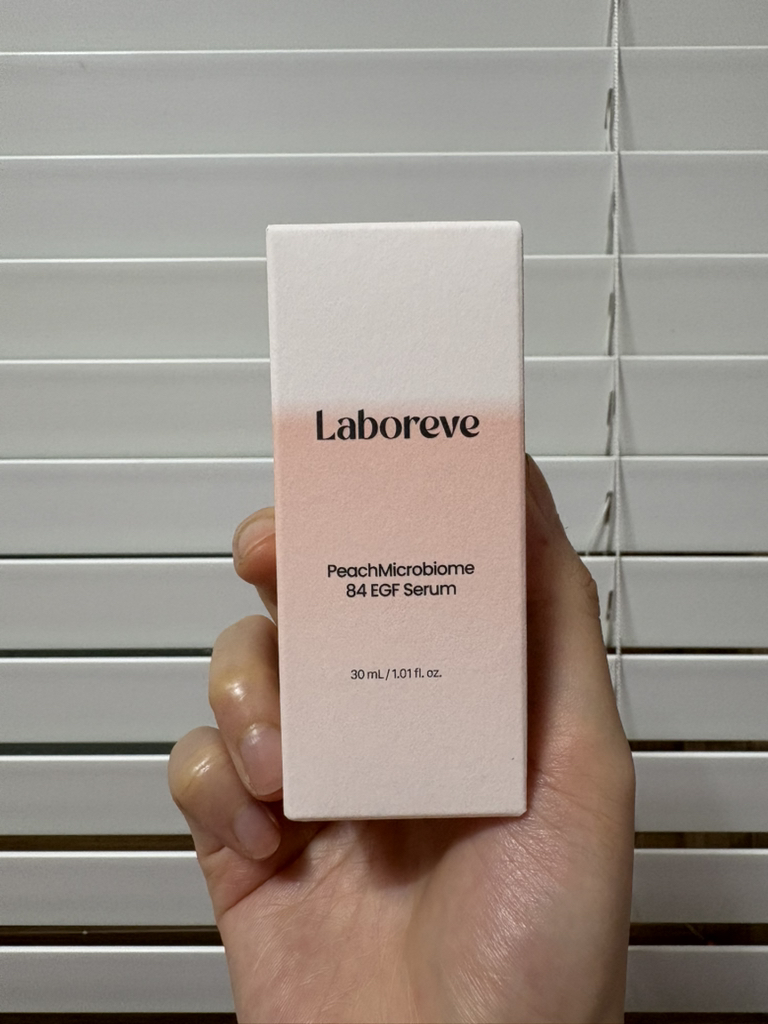 Laboreve
PeachMicrobiome
84 EGF Serum
30 mL / 1.01 fl. oz.